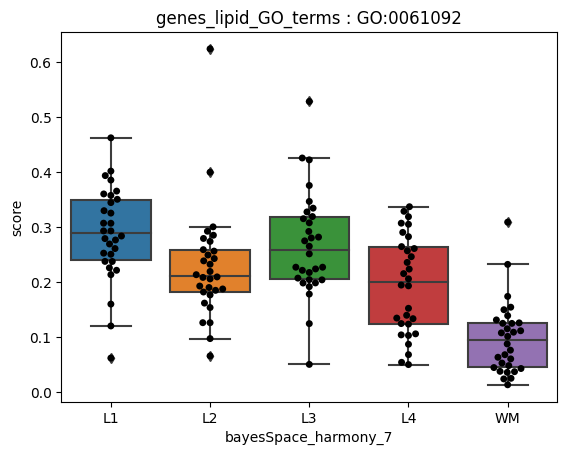 genes_lipid_GO_terms : GO:0061092
score
0.6
0.5
0.4
0.3
0.2
0.1
0.0
L1 L2 L3 L4 WM
bayesSpace_harmony_7